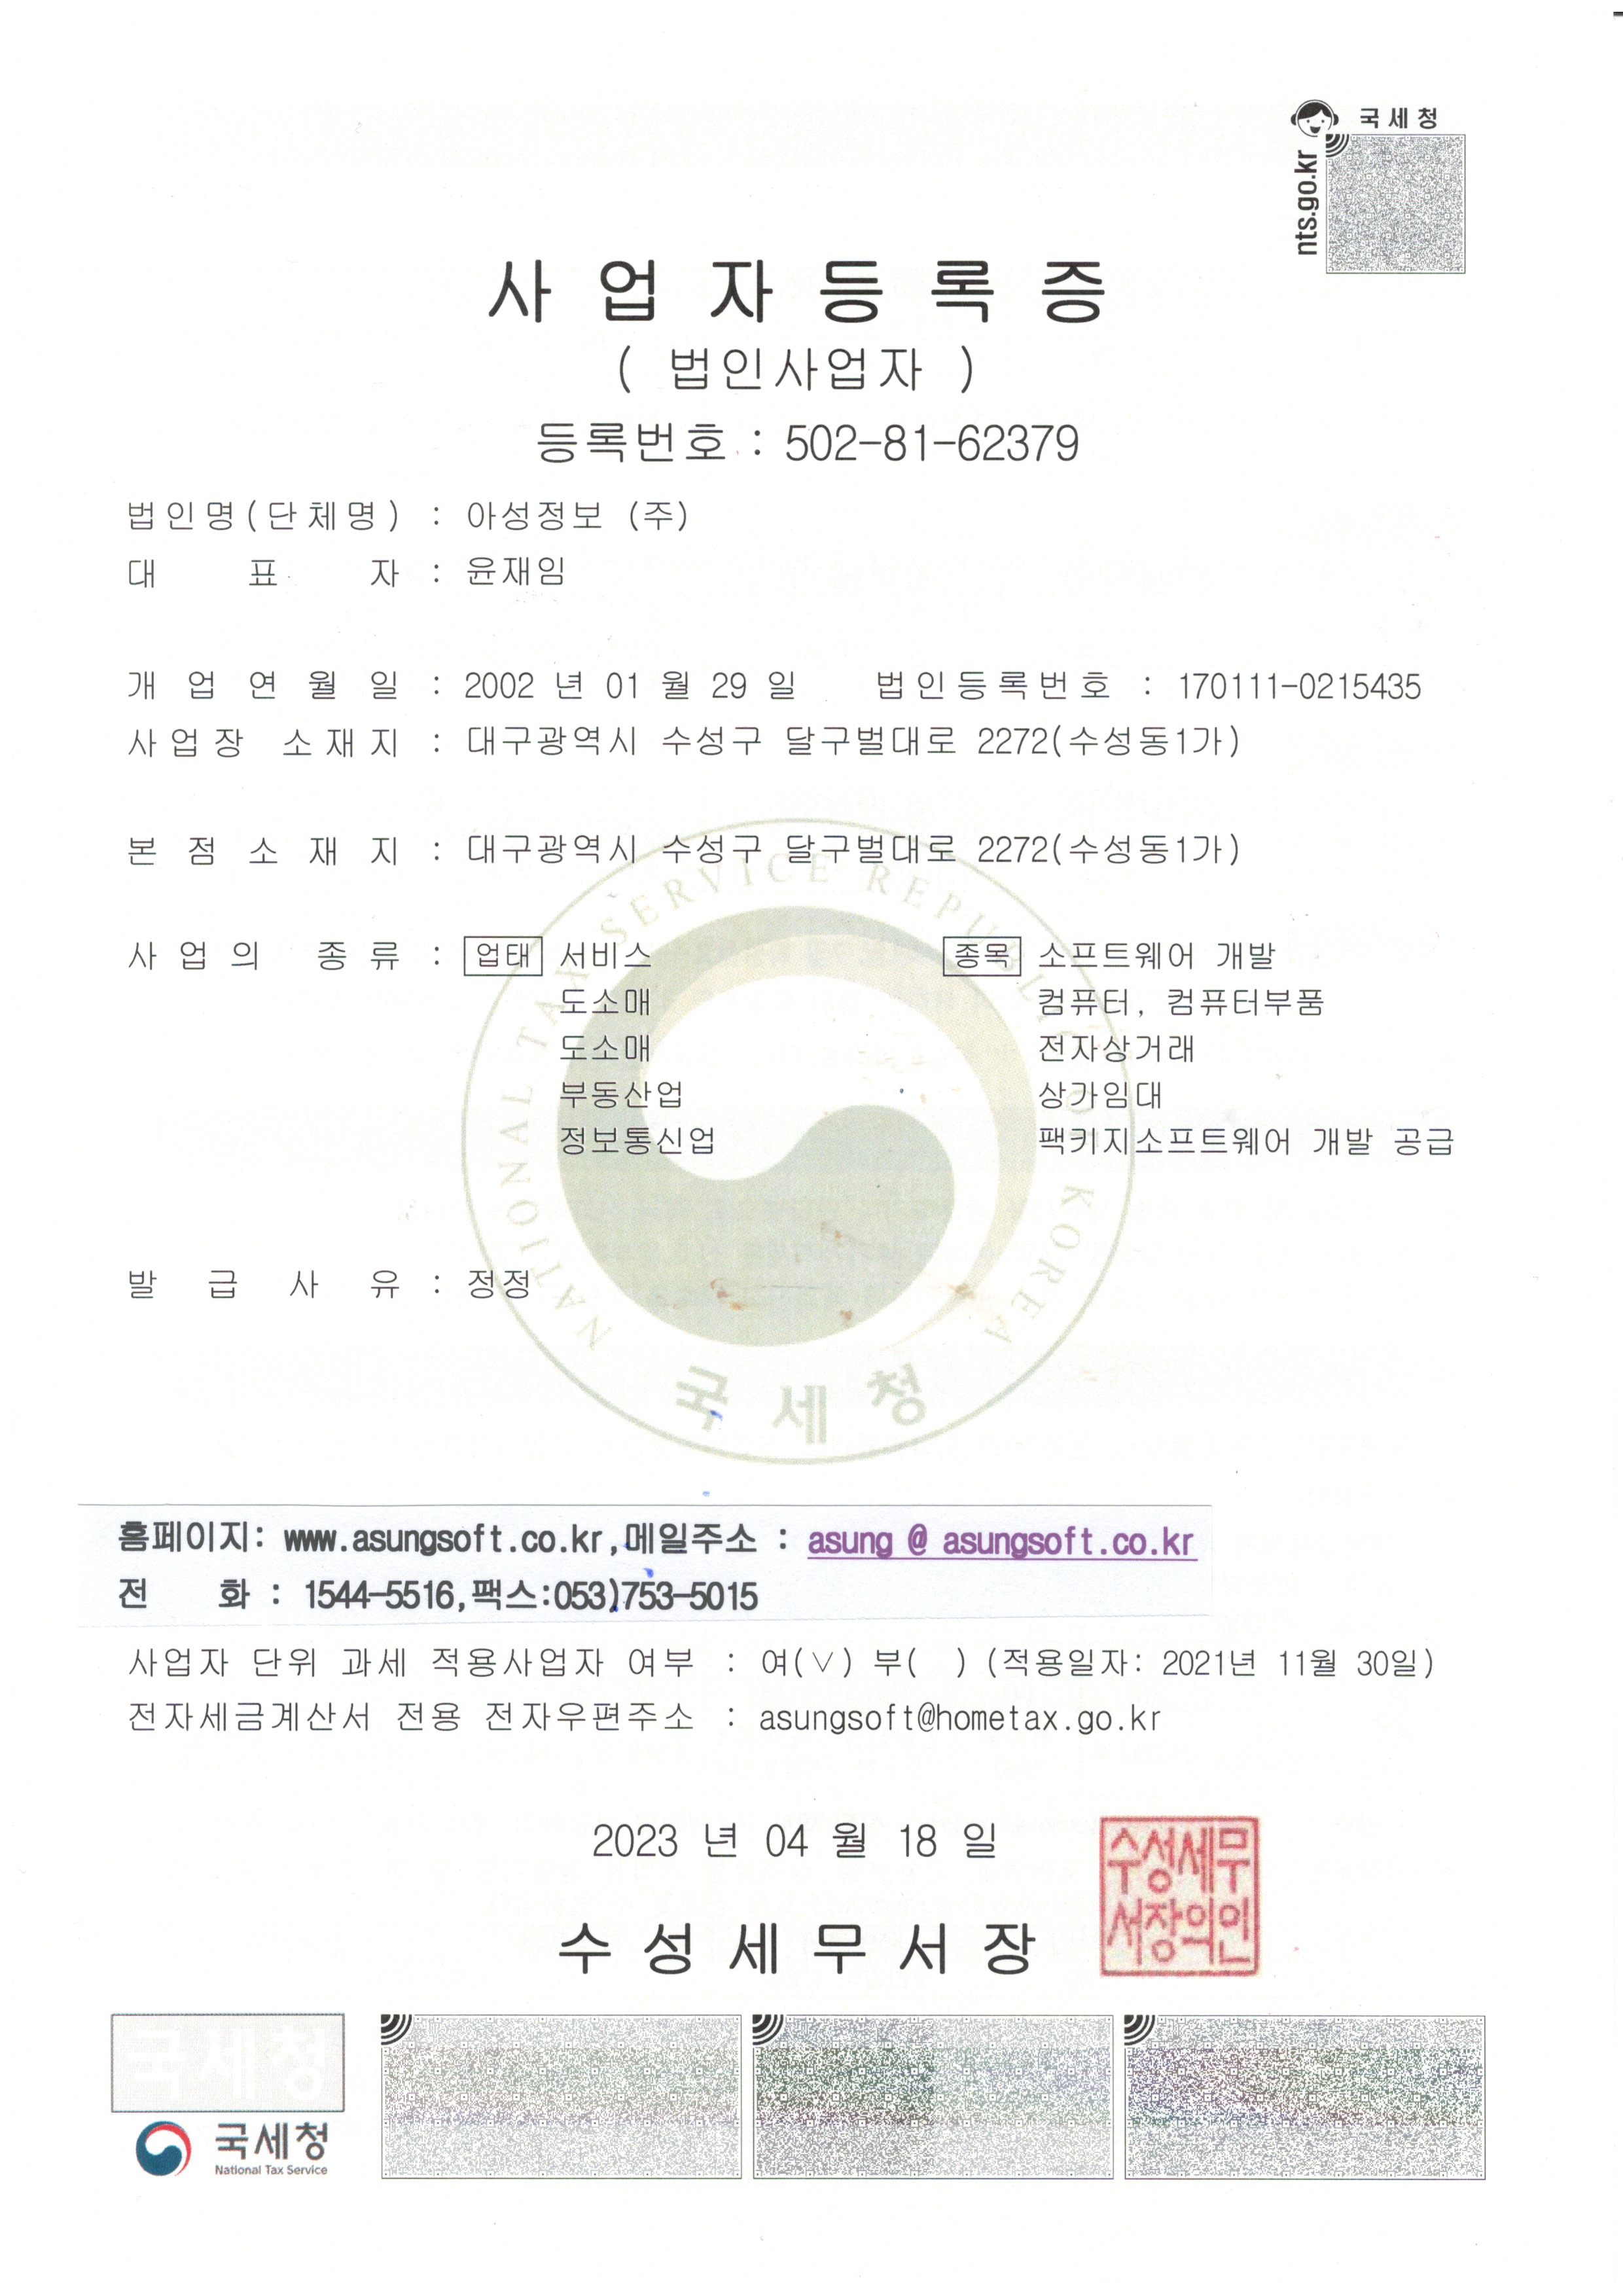 국세청
nts.go.kr
사업자등록증
( 법인사업자 )
등록번호 : 502-81-62379
법인명(단체명) : 아성정보 (주)
대 표 자 : 윤재임
개 업 연 월 일 : 2002 년 01 월 29 일 법인등록번호 : 170111-0215435
사업장 소재지 : 대구광역시 수성구 달구벌대로 2272(수성동1가)
본 점 소 재 지 : 대구광역시 수성구 달구벌대로 2272(수성동1가)
사업의 종류 : 업태 서비스 종목 소프트웨어 개발
도소매 컴퓨터, 컴퓨터부품
도소매 전자상거래
부동산업 상가임대
정보통신업 팩키지소프트웨어 개발 공급
발 급 사 유 : 정정
NATIONAL TAX SERVICE REPUBLIC OF KOREA
국세청
홈페이지: www.asungsoft.co.kr,메일주소 : asung @ asungsoft.co.kr
전 화 : 1544-5516,팩스:053)753-5015
사업자 단위 과세 적용사업자 여부 : 여(∨) 부( ) (적용일자: 2021년 11월 30일)
전자세금계산서 전용 전자우편주소 : asungsoft@hometax.go.kr
2023 년 04 월 18 일
수성세무서장
수성세무
서장의인
국세청
국세청
National Tax Service